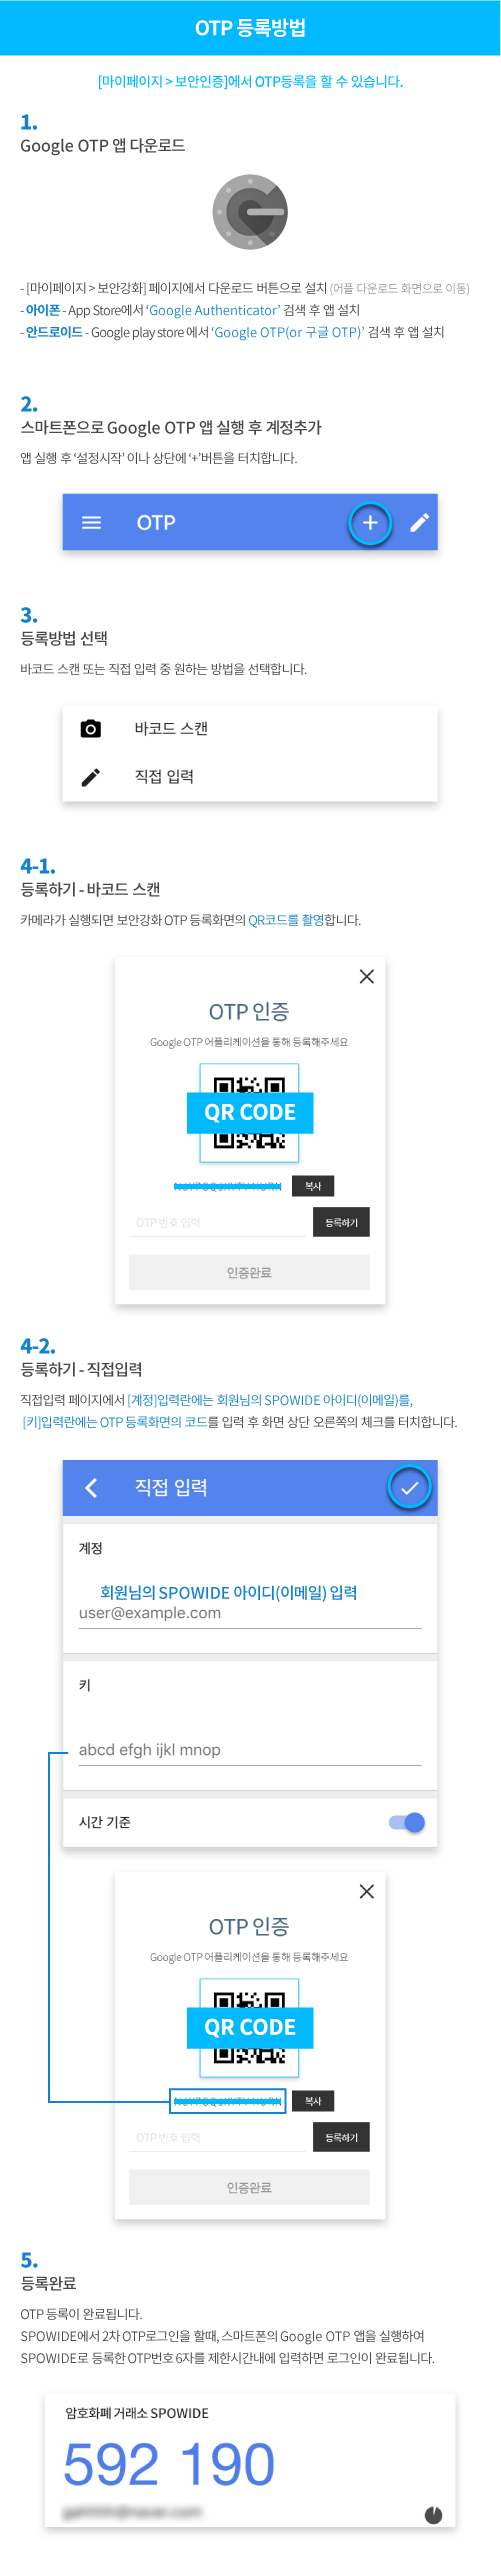 OTP 등록방법
[마이페이지 > 보안인증]에서 OTP등록을 할 수 있습니다.
1.
Google OTP 앱 다운로드
- [마이페이지 > 보안강화] 페이지에서 다운로드 버튼으로 설치 (어플 다운로드 화면으로 이동)
- 아이폰 - App Store에서 ‘Google Authenticator’ 검색 후 앱 설치
- 안드로이드 - Google play store 에서 ‘Google OTP(or 구글 OTP)’ 검색 후 앱 설치
2.
스마트폰으로 Google OTP 앱 실행 후 계정추가
앱 실행 후 ‘설정시작’ 이나 상단에 ‘+’버튼을 터치합니다.
OTP
3.
등록방법 선택
바코드 스캔 또는 직접 입력 중 원하는 방법을 선택합니다.
바코드 스캔
직접 입력
4-1.
등록하기 - 바코드 스캔
카메라가 실행되면 보안강화 OTP 등록화면의 QR코드를 촬영합니다.
OTP 인증
Google OTP 어플리케이션을 통해 등록해주세요
QR CODE
복사
OTP 번호 입력
등록하기
인증완료
4-2.
등록하기 - 직접입력
직접입력 페이지에서 [계정]입력란에는 회원님의 SPOWIDE 아이디(이메일)를,
[키]입력란에는 OTP 등록화면의 코드를 입력 후 화면 상단 오른쪽의 체크를 터치합니다.
직접 입력
계정
회원님의 SPOWIDE 아이디(이메일) 입력
user@example.com
키
abcd efgh ijkl mnop
시간 기준
OTP 인증
Google OTP 어플리케이션을 통해 등록해주세요
QR CODE
복사
OTP 번호 입력
등록하기
인증완료
5.
등록완료
OTP 등록이 완료됩니다.
SPOWIDE에서 2차 OTP로그인을 할때, 스마트폰의 Google OTP 앱을 실행하여
SPOWIDE로 등록한 OTP번호 6자를 제한시간내에 입력하면 로그인이 완료됩니다.
암호화폐 거래소 SPOWIDE
592 190